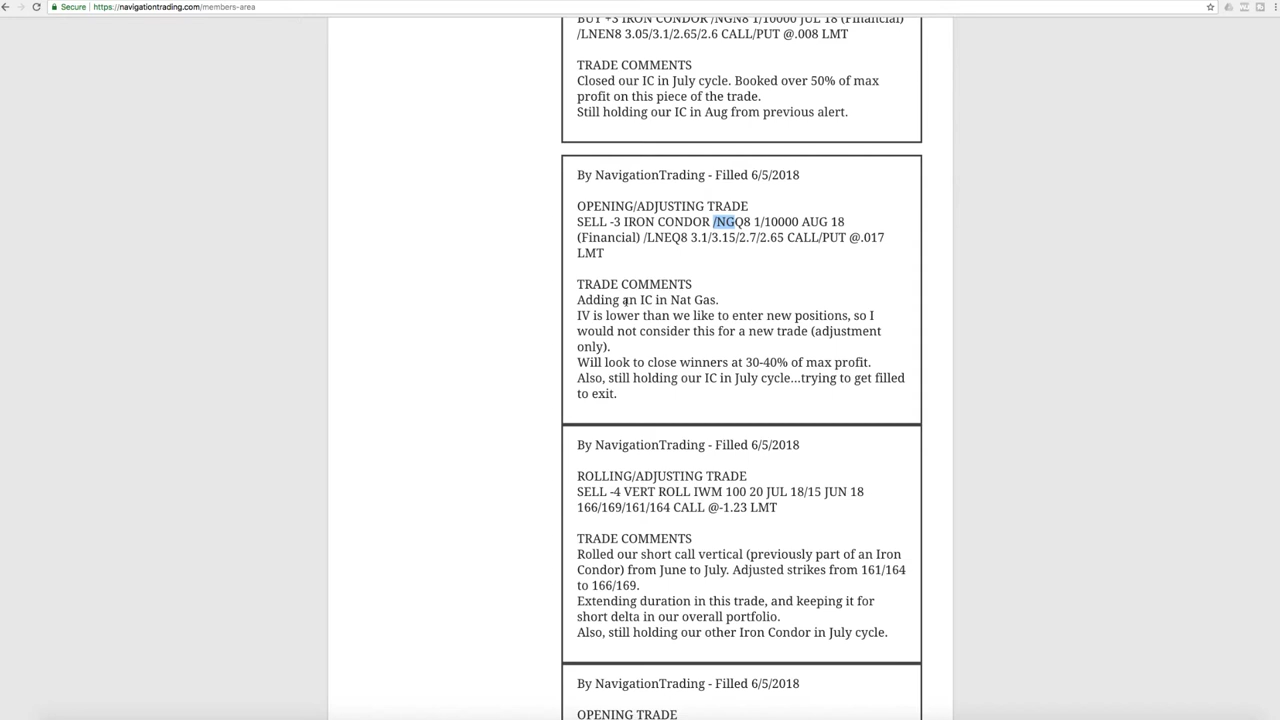 Secure
https://navigationtrading.com/members-area
BUY +3 IRON CONDOR /NGN8 1/10000 JUL 18 (Financial)
/LNEN8 3.05/3.1/2.65/2.6 CALL/PUT @.008 LMT
TRADE COMMENTS
Closed our IC in July cycle. Booked over 50% of max
profit on this piece of the trade.
Still holding our IC in Aug from previous alert.
By NavigationTrading - Filled 6/5/2018
OPENING/ADJUSTING TRADE
SELL -3 IRON CONDOR /NGQ8 1/10000 AUG 18
(Financial) /LNEQ8 3.1/3.15/2.7/2.65 CALL/PUT @.017
LMT
TRADE COMMENTS
Adding an IC in Nat Gas.
IV is lower than we like to enter new positions, so I
would not consider this for a new trade (adjustment
only).
Will look to close winners at 30-40% of max profit.
Also, still holding our IC in July cycle...trying to get filled
to exit.
By NavigationTrading - Filled 6/5/2018
ROLLING/ADJUSTING TRADE
SELL -4 VERT ROLL IWM 100 20 JUL 18/15 JUN 18
166/169/161/164 CALL @-1.23 LMT
TRADE COMMENTS
Rolled our short call vertical (previously part of an Iron
Condor) from June to July. Adjusted strikes from 161/164
to 166/169.
Extending duration in this trade, and keeping it for
short delta in our overall portfolio.
Also, still holding our other Iron Condor in July cycle.
By NavigationTrading - Filled 6/5/2018
OPENING TRADE